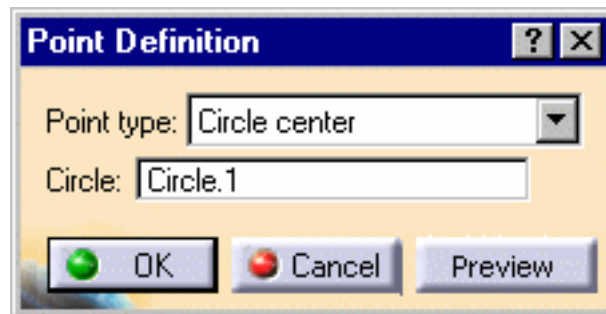 Point Definition ? X
Point type: Circle center
Circle: Circle.1
OK Cancel Preview